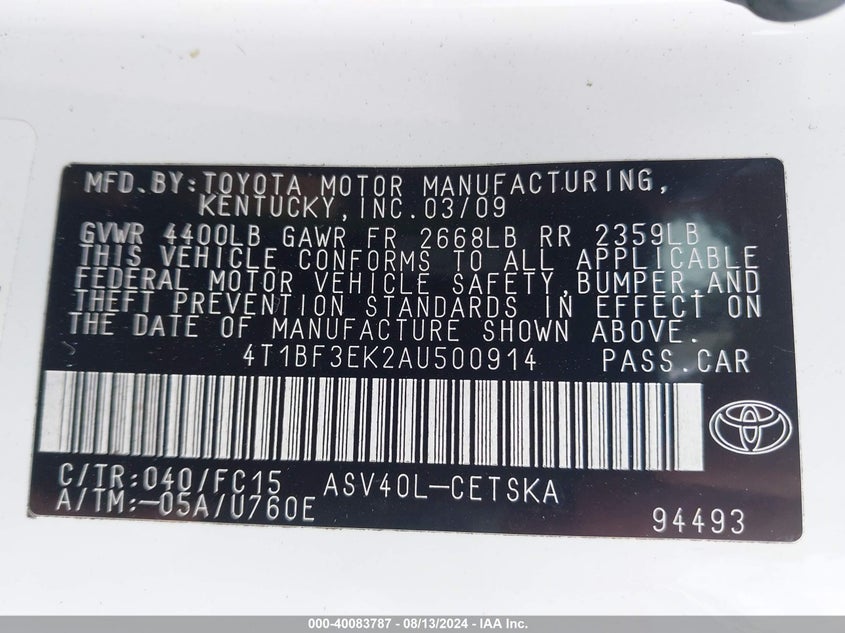 MFD.BY:TOYOTA MOTOR MANUFACTURING,
KENTUCKY,INC.03/09
GVWR 4400LB GAWR FR 2668LB RR 2359LB
THIS VEHICLE CONFORMS TO ALL APPLICABLE
FEDERAL MOTOR VEHICLE SAFETY,BUMPER,AND
THEFT PREVENTION STANDARDS IN EFFECT ON
THE DATE OF MANUFACTURE SHOWN ABOVE.
4T1BF3EK2AU500914 PASS.CAR
C/TR:040/FC15 ASV40L-CETSKA
A/TM:-05A/U760E 94493
000-40083787 - 08/13/2024 - IAA Inc.